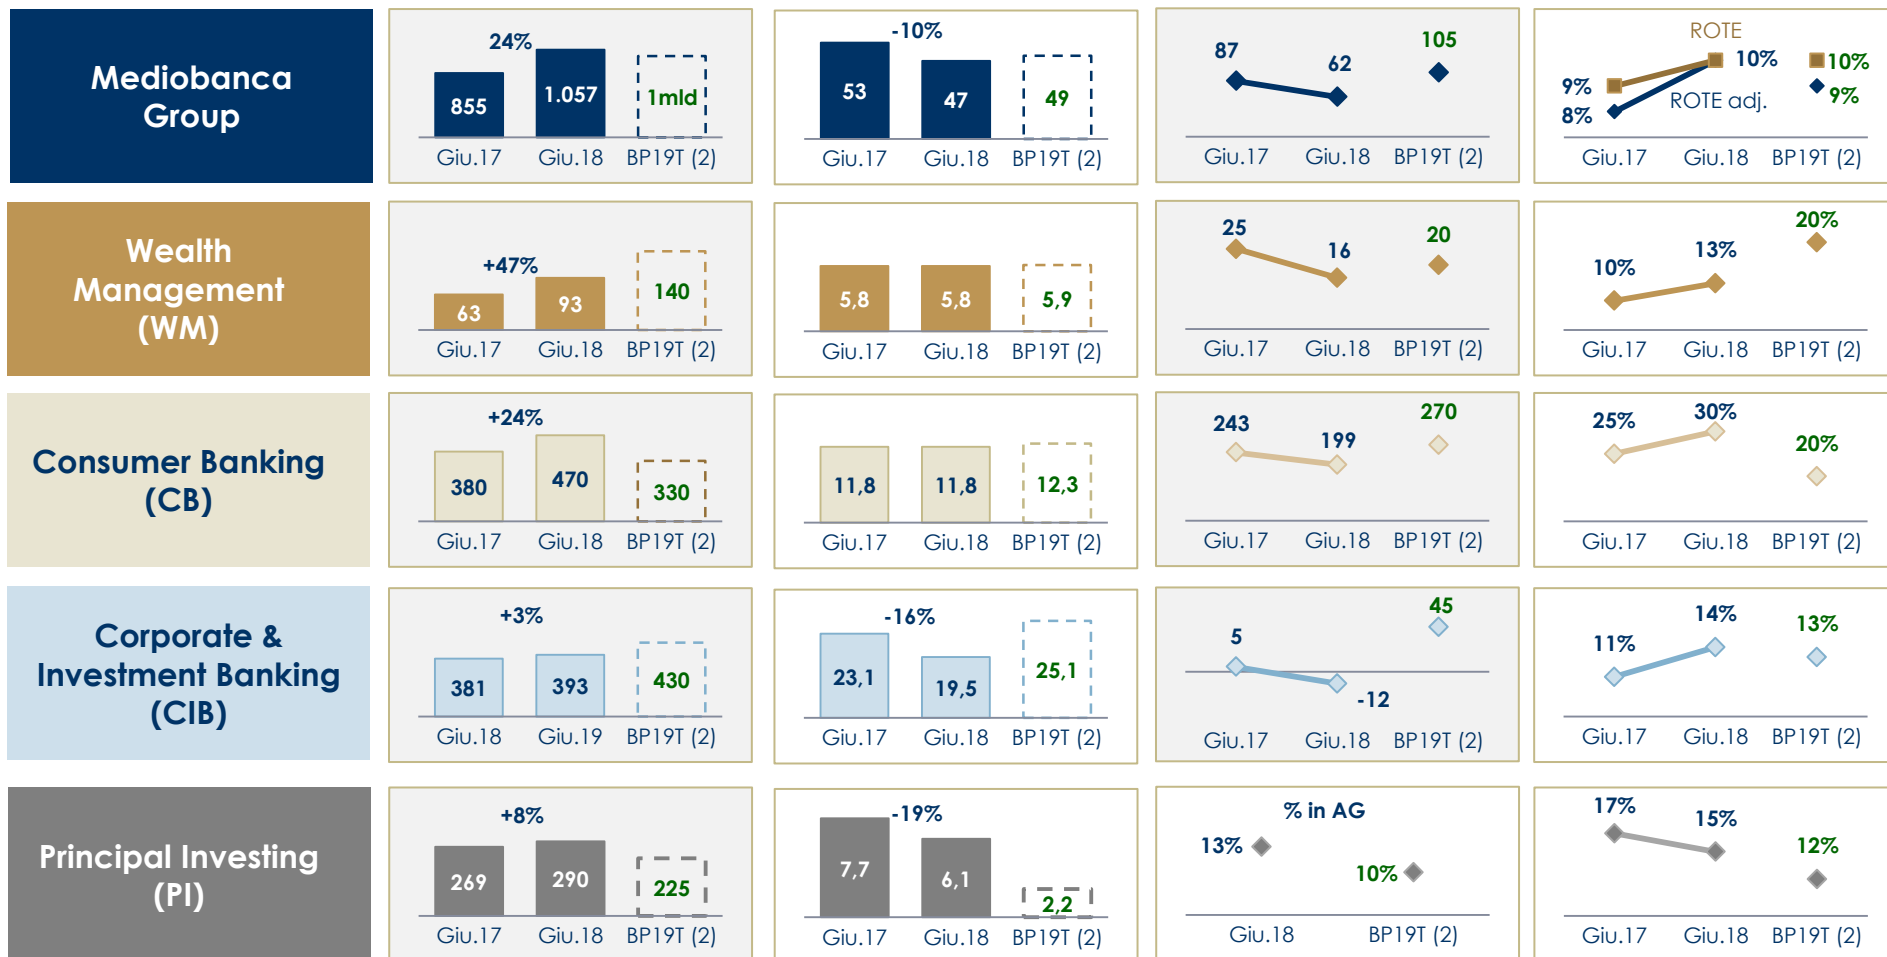 Mediobanca
Group
24%
855
1.057
1mld
Giu.17
Giu.18
BP19T (2)
-10%
53
47
49
Giu.17
Giu.18
BP19T (2)
87
62
105
Giu.17
Giu.18
BP19T (2)
ROTE
9%
10%
10%
8%
ROTE adj.
9%
Giu.17
Giu.18
BP19T (2)
Wealth
Management
(WM)
+47%
63
93
140
Giu.17
Giu.18
BP19T (2)
5,8
5,8
5,9
Giu.17
Giu.18
BP19T (2)
25
16
20
Giu.17
Giu.18
BP19T (2)
10%
13%
20%
Giu.17
Giu.18
BP19T (2)
Consumer Banking
(CB)
+24%
380
470
330
Giu.17
Giu.18
BP19T (2)
11,8
11,8
12,3
Giu.17
Giu.18
BP19T (2)
243
199
270
Giu.17
Giu.18
BP19T (2)
25%
30%
20%
Giu.17
Giu.18
BP19T (2)
Corporate &
Investment Banking
(CIB)
+3%
381
393
430
Giu.18
Giu.19
BP19T (2)
-16%
23,1
19,5
25,1
Giu.17
Giu.18
BP19T (2)
5
-12
45
Giu.17
Giu.18
BP19T (2)
11%
14%
13%
Giu.17
Giu.18
BP19T (2)
Principal Investing
(PI)
+8%
269
290
225
Giu.17
Giu.18
BP19T (2)
-19%
7,7
6,1
2,2
Giu.17
Giu.18
BP19T (2)
% in AG
13%
10%
Giu.18
BP19T (2)
17%
15%
12%
Giu.17
Giu.18
BP19T (2)